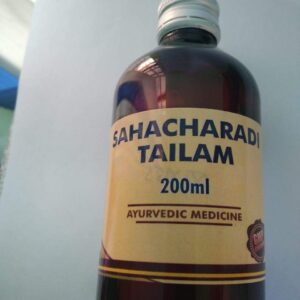 SAHACHARADI
TAILAM
200ml
AYURVEDIC MEDICINE